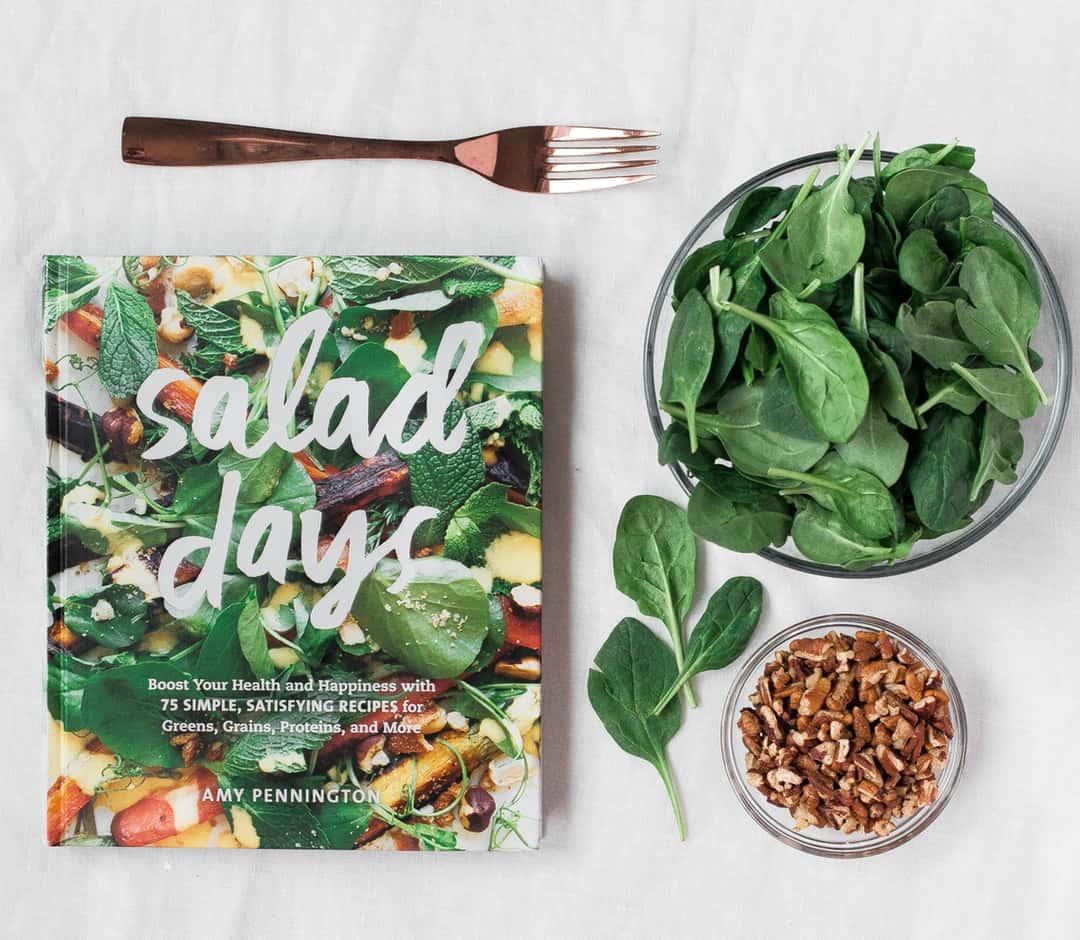 salad
days
Boost Your Health and Happiness with
75 SIMPLE, SATISFYING RECIPES for
Greens, Grains, Proteins, and More
AMY PENNINGTON